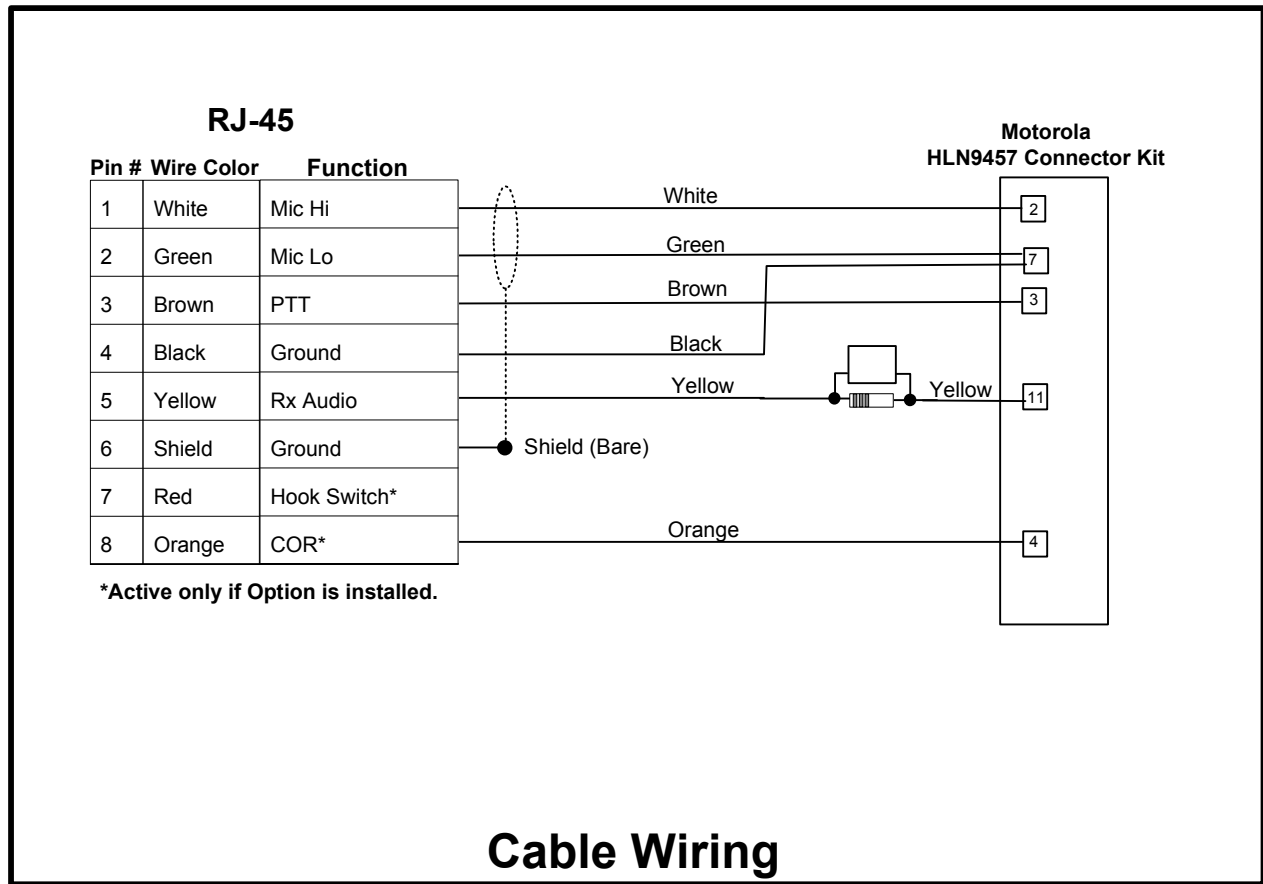 RJ-45
Motorola
HLN9457 Connector Kit
Pin # Wire Color Function
1 White Mic Hi
2 Green Mic Lo
3 Brown PTT
4 Black Ground
5 Yellow Rx Audio
6 Shield Ground
7 Red Hook Switch*
8 Orange COR*
White
2
Green
7
Brown
3
Black
Yellow
Yellow
11
Shield (Bare)
Orange
4
*Active only if Option is installed.
Cable Wiring